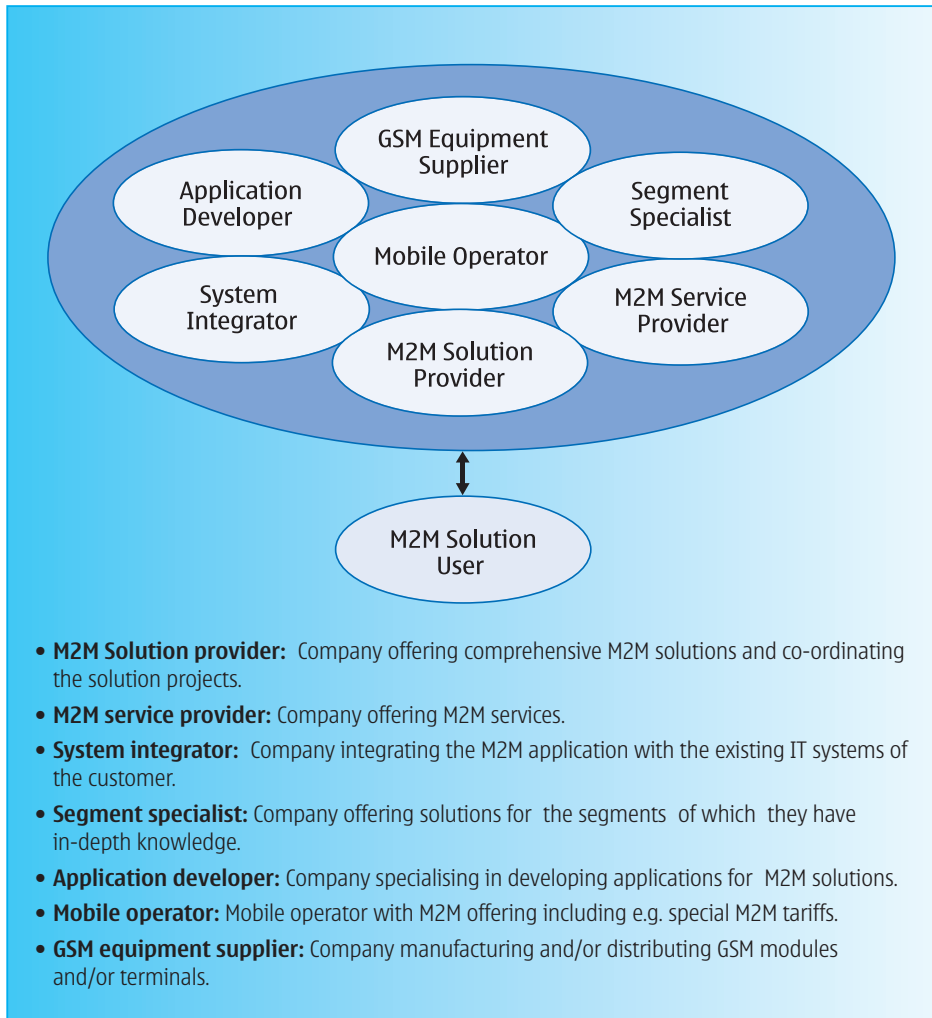 GSM Equipment
Supplier
Application
Developer
Segment
Specialist
Mobile Operator
System
Integrator
M2M Service
Provider
M2M Solution
Provider
M2M Solution
User
• M2M Solution provider: Company offering comprehensive M2M solutions and co-ordinating
the solution projects.
• M2M service provider: Company offering M2M services.
• System integrator: Company integrating the M2M application with the existing IT systems of
the customer.
• Segment specialist: Company offering solutions for the segments of which they have
in-depth knowledge.
• Application developer: Company specialising in developing applications for M2M solutions.
• Mobile operator: Mobile operator with M2M offering including e.g. special M2M tariffs.
• GSM equipment supplier: Company manufacturing and/or distributing GSM modules
and/or terminals.